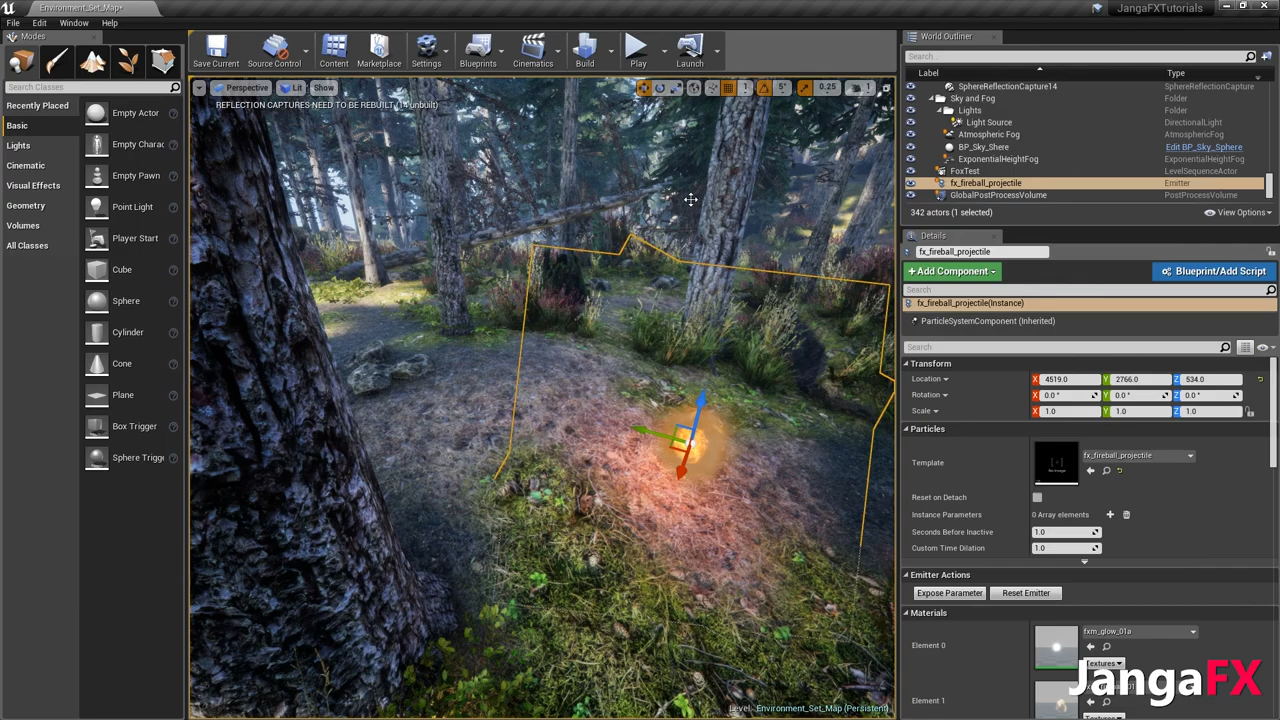 Environment_Set_Map*
JangaFXTutorials
File Edit Window Help
Modes
Search Classes
Recently Placed
Basic
Lights
Cinematic
Visual Effects
Geometry
Volumes
All Classes
Empty Actor
Empty Charac
Empty Pawn
Point Light
Player Start
Cube
Sphere
Cylinder
Cone
Plane
Box Trigger
Sphere Trigge
Save Current
Source Control
Content
Marketplace
Settings
Blueprints
Cinematics
Build
Play
Launch
Perspective
Lit
Show
1
5°
0.25
1
REFLECTION CAPTURES NEED TO BE REBUILT (14 unbuilt)
Level: Environment_Set_Map (Persistent)
World Outliner
Search...
Label Type
SphereReflectionCapture14 SphereReflectionCapture
Sky and Fog Folder
Lights Folder
Light Source DirectionalLight
Atmospheric Fog AtmosphericFog
BP_Sky_Shere Edit BP_Sky_Sphere
ExponentialHeightFog ExponentialHeightFog
FoxTest LevelSequenceActor
fx_fireball_projectile Emitter
GlobalPostProcessVolume PostProcessVolume
342 actors (1 selected) View Options
Details
fx_fireball_projectile
+Add Component
Blueprint/Add Script
Search
fx_fireball_projectile(Instance)
ParticleSystemComponent (Inherited)
Search
Transform
Location X 4519.0 Y 2766.0 Z 534.0
Rotation X 0.0 ° Y 0.0 ° Z 0.0 °
Scale X 1.0 Y 1.0 Z 1.0
Particles
Template fx_fireball_projectile
Reset on Detach
Instance Parameters 0 Array elements
Seconds Before Inactive 1.0
Custom Time Dilation 1.0
Emitter Actions
Expose Parameter Reset Emitter
Materials
Element 0 fxm_glow_01a
Textures
Element 1
JangaFX